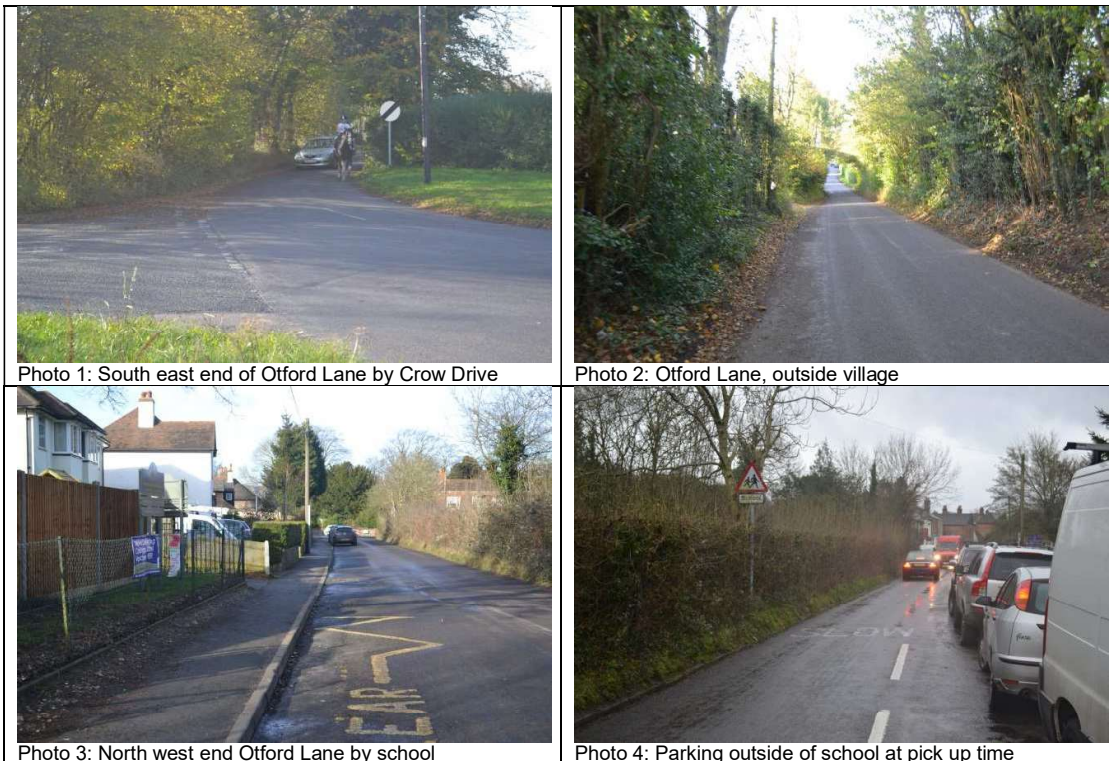 Photo 1: South east end of Otford Lane by Crow Drive
Photo 2: Otford Lane, outside village
EAR
Photo 3: North west end Otford Lane by school
SLOW
Photo 4: Parking outside of school at pick up time